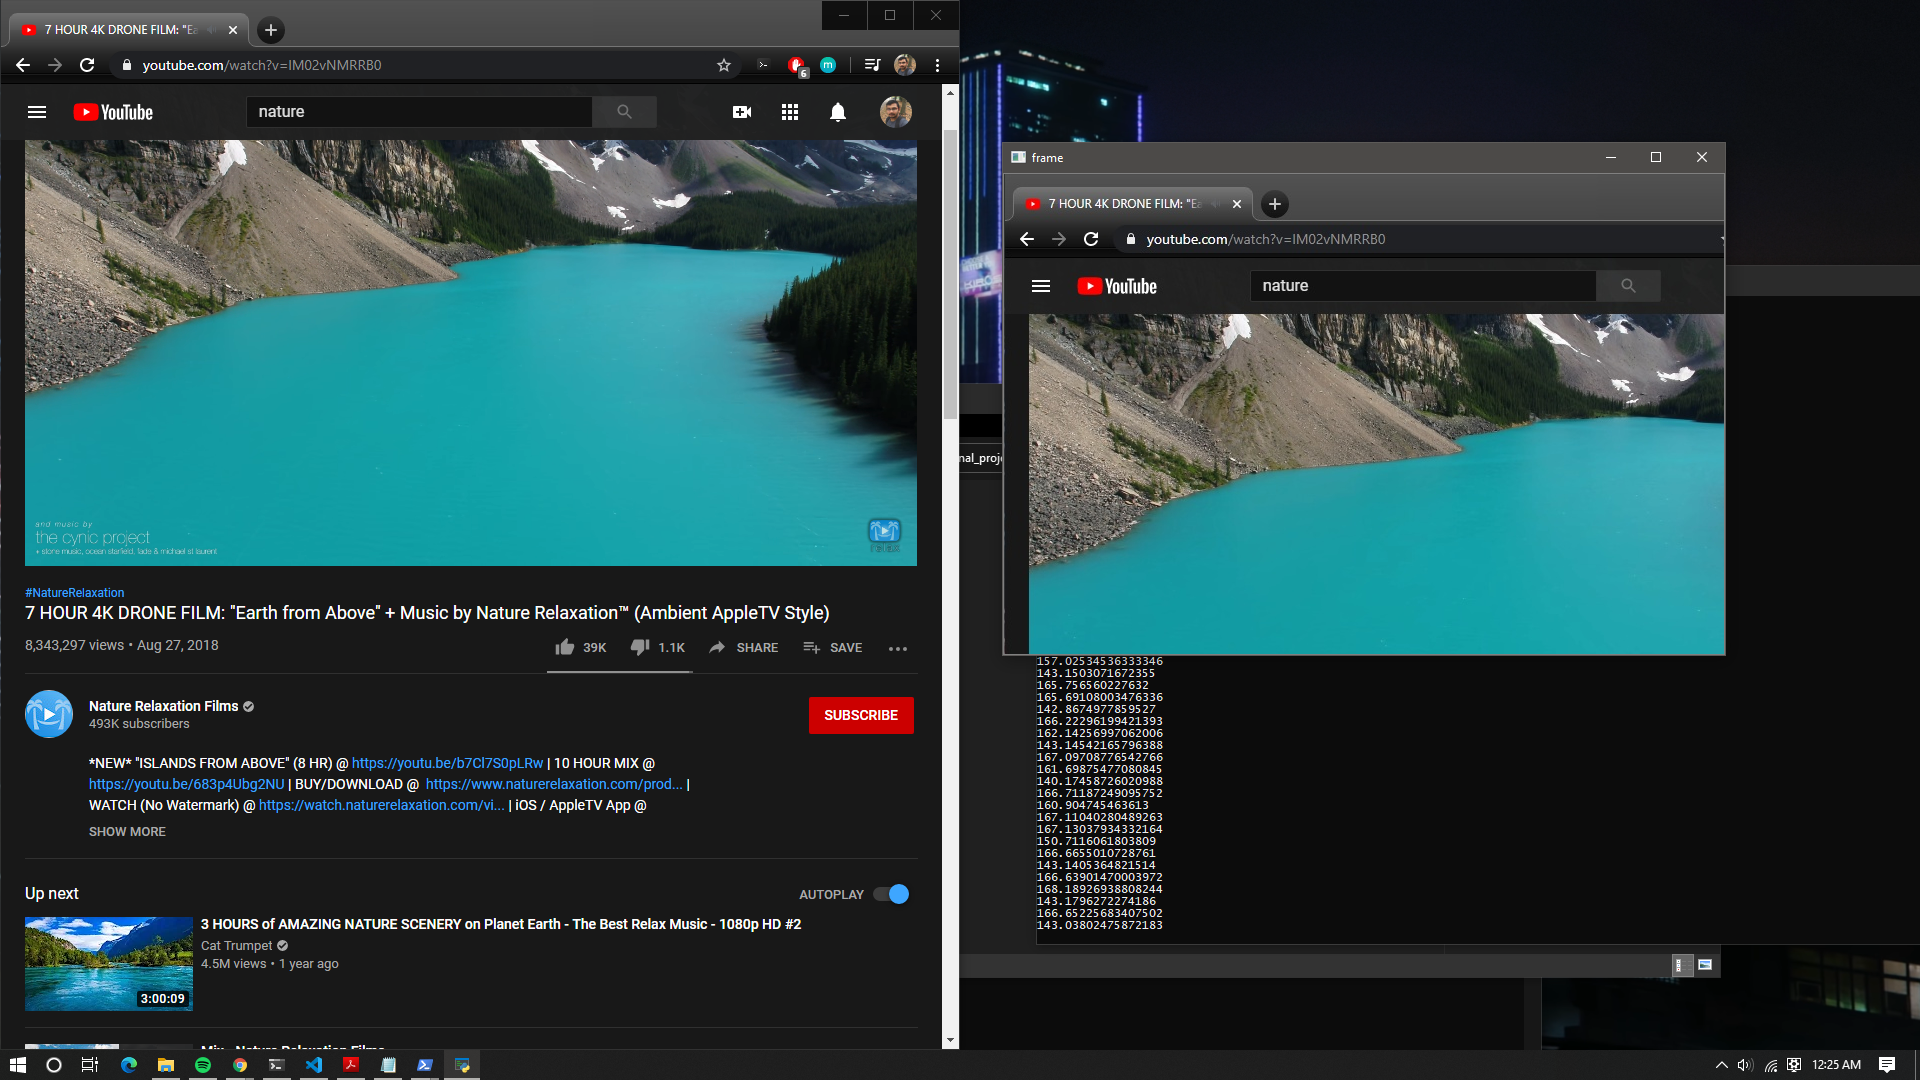 7 HOUR 4K DRONE FILM: "Ea
youtube.com/watch?v=IM02vNMRRB0
6
m
YouTube
nature
and music by
the cynic project
+ stone music, ocean starfield, fade & michael st laurent
#NatureRelaxation
7 HOUR 4K DRONE FILM: "Earth from Above" + Music by Nature Relaxation™ (Ambient AppleTV Style)
8,343,297 views • Aug 27, 2018
39K
1.1K
SHARE
SAVE
Nature Relaxation Films
493K subscribers
SUBSCRIBE
*NEW* "ISLANDS FROM ABOVE" (8 HR) @ https://youtu.be/b7Cl7S0pLRw | 10 HOUR MIX @
https://youtu.be/683p4Ubg2NU | BUY/DOWNLOAD @ https://www.naturerelaxation.com/prod... |
WATCH (No Watermark) @ https://watch.naturerelaxation.com/vi... | iOS / AppleTV App @
SHOW MORE
Up next
AUTOPLAY
3 HOURS of AMAZING NATURE SCENERY on Planet Earth - The Best Relax Music - 1080p HD #2
Cat Trumpet
4.5M views • 1 year ago
3:00:09
Mix - Nature Relaxation Films
frame
7 HOUR 4K DRONE FILM: "Ea
youtube.com/watch?v=IM02vNMRRB0
YouTube
nature
nal_proje
157.02534536333346
143.1503071672355
165.756560227632
165.69108003476336
142.8674977859527
166.22296199421393
162.14256997062006
143.14542165796388
167.09708776542766
161.69875477080845
140.17458726020988
166.71187249095752
160.904745463613
167.11040280489263
167.13037934332164
150.7116061803809
166.6655010728761
143.1405364821514
166.63901470003972
168.18926938808244
143.1796272274186
166.65225683407502
143.03802475872183
12:25 AM